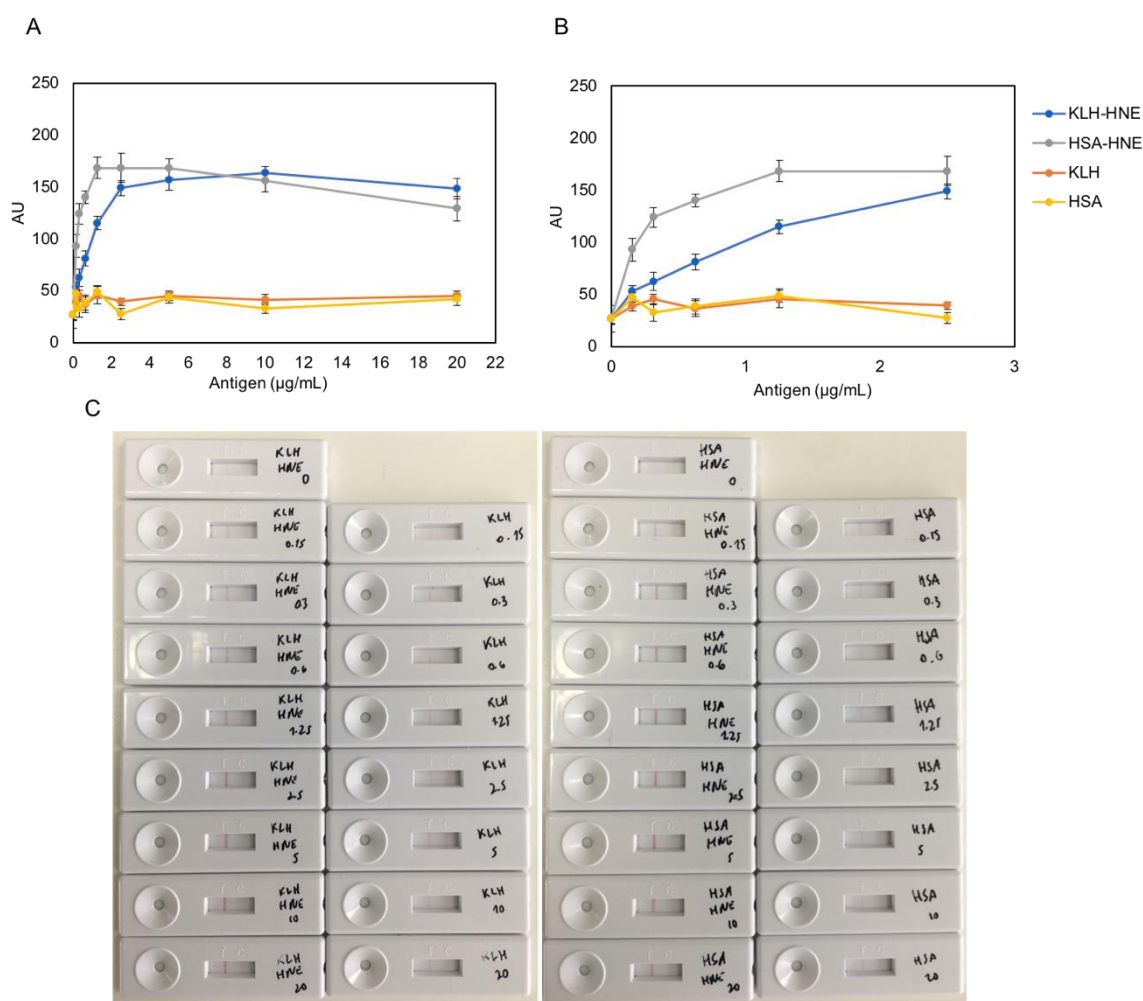 A
250
200
150
100
50
0
AU
0 2 4 6 8 10 12 14 16 18 20 22
Antigen (µg/mL)
B
250
200
150
100
50
0
AU
0 1 2 3
Antigen (µg/mL)
KLH-HNE
HSA-HNE
KLH
HSA
C
KLH
HNE
0
KLH
HNE
0.15
KLH
0.15
KLH
HNE
0.3
KLH
0.3
KLH
HNE
0.6
KLH
0.6
KLH
HNE
1.25
KLH
1.25
KLH
HNE
2.5
KLH
2.5
KLH
HNE
5
KLH
5
KLH
HNE
10
KLH
10
KLH
HNE
20
KLH
20
HSA
HNE
0
HSA
HNE
0.15
HSA
0.15
HSA
HNE
0.3
HSA
0.3
HSA
HNE
0.6
HSA
0.6
HSA
HNE
1.25
HSA
1.25
HSA
HNE
2.5
HSA
2.5
HSA
HNE
5
HSA
5
HSA
HNE
10
HSA
10
HSA
HNE
20
HSA
20